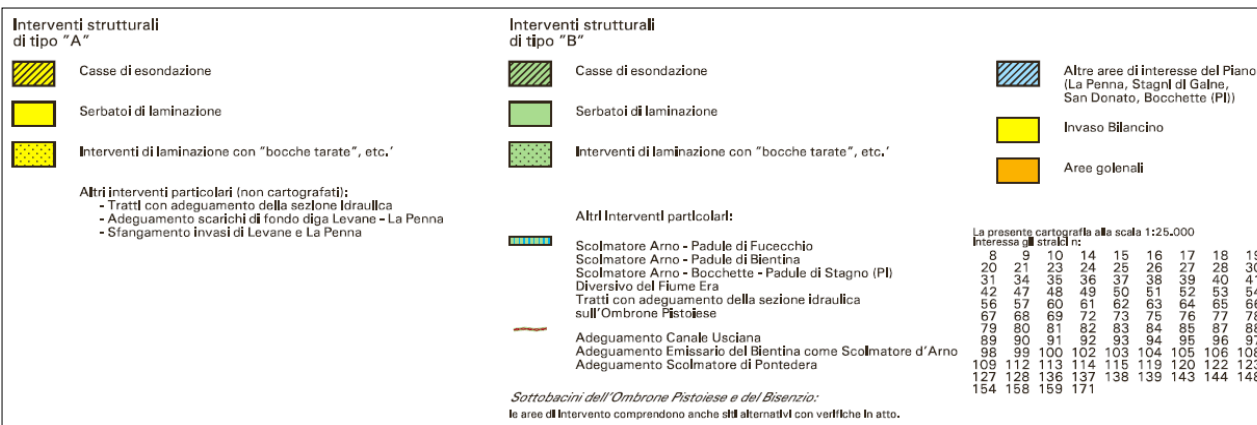 Interventi strutturali
di tipo "A"
Casse di esondazione
Serbatoi di laminazione
Interventi di laminazione con "bocche tarate", etc.'
Altri interventi particolari (non cartografati):
- Tratti con adeguamento della sezione idraulica
- Adeguamento scarichi di fondo diga Levane - La Penna
- Sfangamento invasi di Levane e La Penna
Interventi strutturali
di tipo "B"
Casse di esondazione
Serbatoi di laminazione
Interventi di laminazione con "bocche tarate", etc.'
Altri Interventi particolari:
Scolmatore Arno - Padule di Fucecchio
Scolmatore Arno - Padule di Bientina
Scolmatore Arno - Bocchette - Padule di Stagno (PI)
Diversivo del Fiume Era
Tratti con adeguamento della sezione idraulica
sull'Ombrone Pistoiese
Adeguamento Canale Usciana
Adeguamento Emissario del Bientina come Scolmatore d'Arno
Adeguamento Scolmatore di Pontedera
Sottobacini dell'Ombrone Pistoiese e del Bisenzio:
le aree di Intervento comprendono anche siti alternativi con verifiche in atto.
Altre aree di interesse del Piano
(La Penna, Stagni di Galne,
San Donato, Bocchette (PI))
Invaso Bilancino
Aree golenali
La presente cartografia alla scala 1:25.000
Interessa gli stralci n:
8 9 10 14 15 16 17 18 19
20 21 23 24 25 26 27 28 30
31 34 35 36 37 38 39 40 41
42 47 48 49 50 51 52 53 54
56 57 60 61 62 63 64 65 66
67 68 69 72 73 75 76 77 78
79 80 81 82 83 84 85 87 88
89 90 91 92 93 94 95 96 97
98 99 100 102 103 104 105 106 108
109 112 113 114 115 119 120 122 123
127 128 136 137 138 139 143 144 148
154 158 159 171